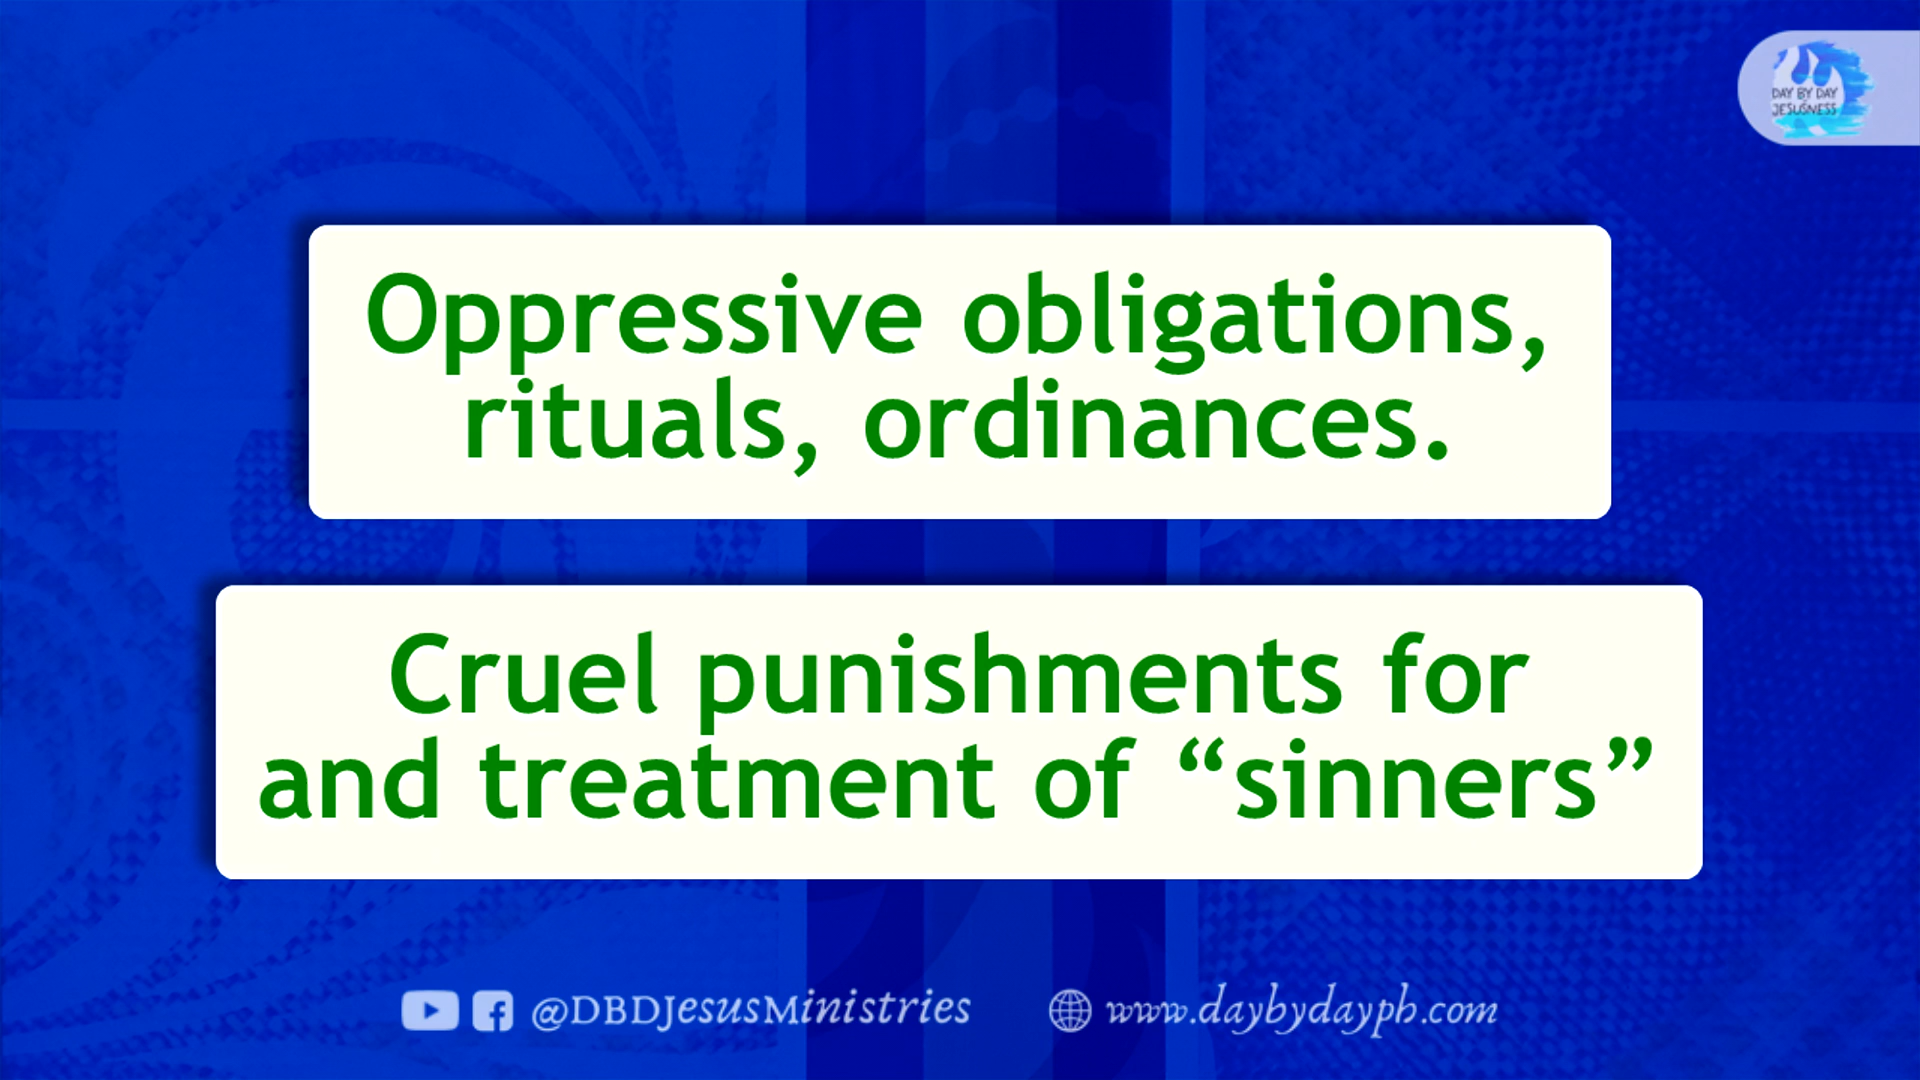 DAY BY DAY
JESUSNESS
Oppressive obligations,
rituals, ordinances.
Cruel punishments for
and treatment of “sinners”
@DBDJesusMinistries
www.daybydayph.com